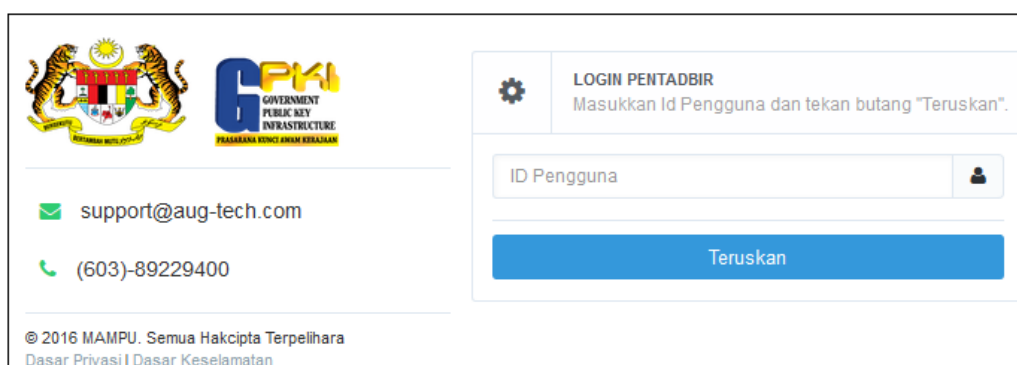 BERSEKUTU BERTAMBAH MUTU
GPKI
GOVERNMENT
PUBLIC KEY
INFRASTRUCTURE
PRASARANA KUNCI AWAM KERAJAAN
support@aug-tech.com
(603)-89229400
© 2016 MAMPU. Semua Hakcipta Terpelihara
Dasar Privasi | Dasar Keselamatan
LOGIN PENTADBIR
Masukkan Id Pengguna dan tekan butang "Teruskan".
ID Pengguna
Teruskan